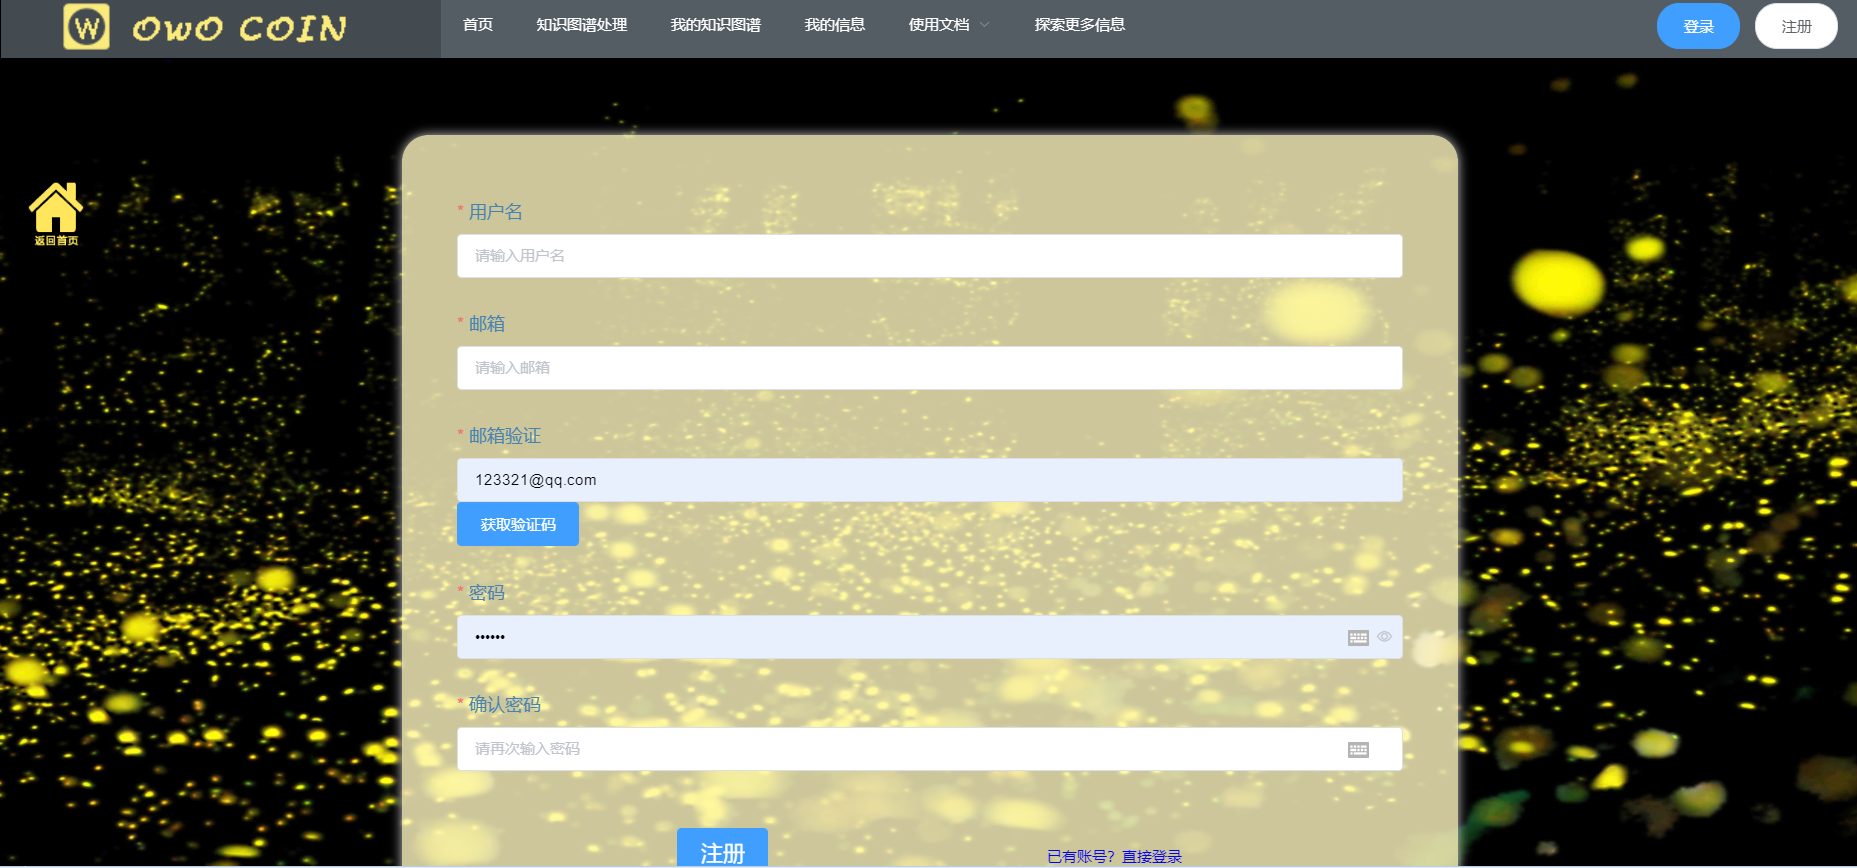 W OWO COIN 首页 知识图谱处理 我的知识图谱 我的信息 使用文档 探索更多信息 登录 注册
返回首页
* 用户名
请输入用户名
* 邮箱
请输入邮箱
* 邮箱验证
123321@qq.com
获取验证码
* 密码
••••••
* 确认密码
请再次输入密码
注册
已有账号? 直接登录